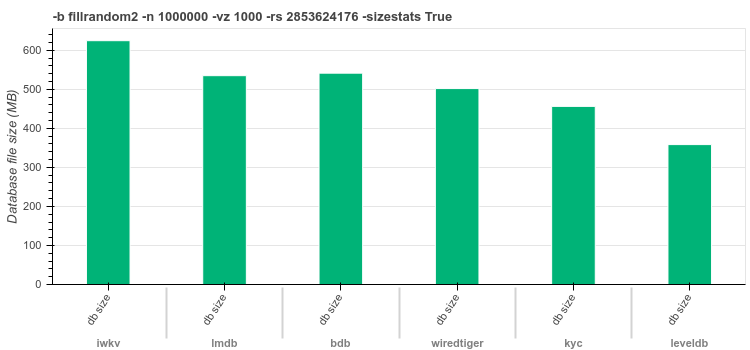 -b fillrandom2 -n 1000000 -vz 1000 -rs 2853624176 -sizestats True
Database file size (MB)
600
500
400
300
200
100
0
db size db size db size db size db size db size
iwkv lmdb bdb wiredtiger kyc leveldb